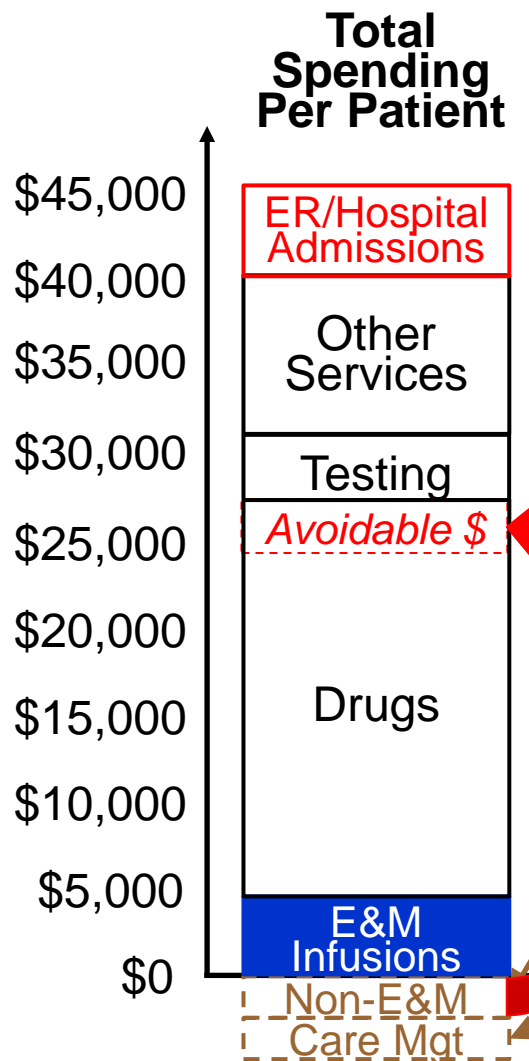 Total
Spending
Per Patient
$45,000
ER/Hospital
Admissions
$40,000
Other
Services
$35,000
$30,000
Testing
Avoidable $
$25,000
$20,000
Drugs
$15,000
$10,000
$5,000
E&M
Infusions
$0
Non-E&M
Care Mgt